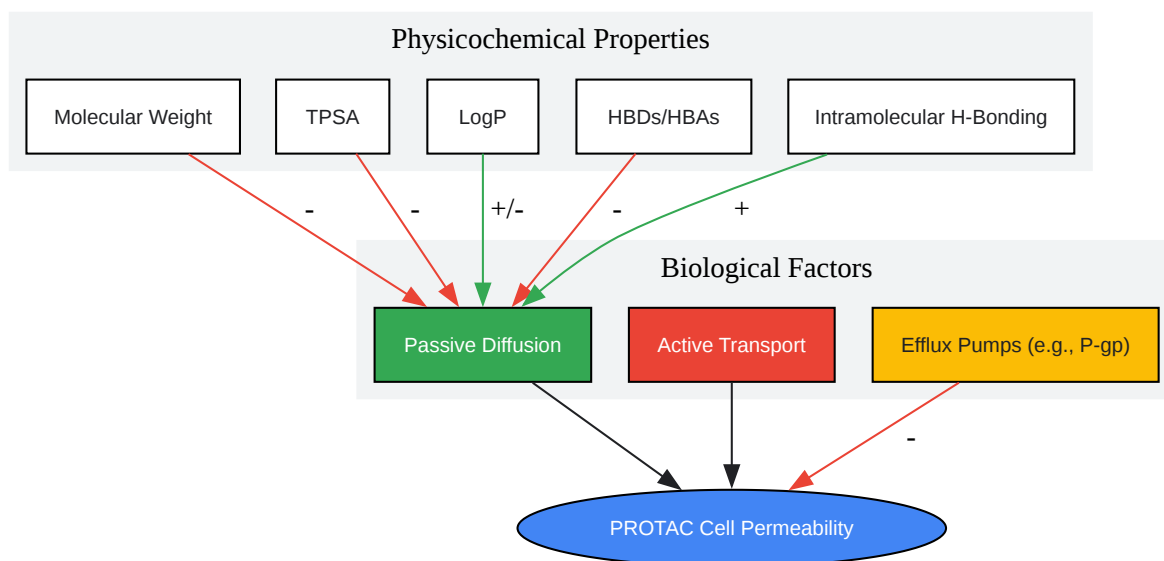 Physicochemical Properties
Molecular Weight
TPSA
LogP
HBDs/HBAs
Intramolecular H-Bonding
-
-
+/-
-
+
Biological Factors
Passive Diffusion
Active Transport
Efflux Pumps (e.g., P-gp)
-
PROTAC Cell Permeability